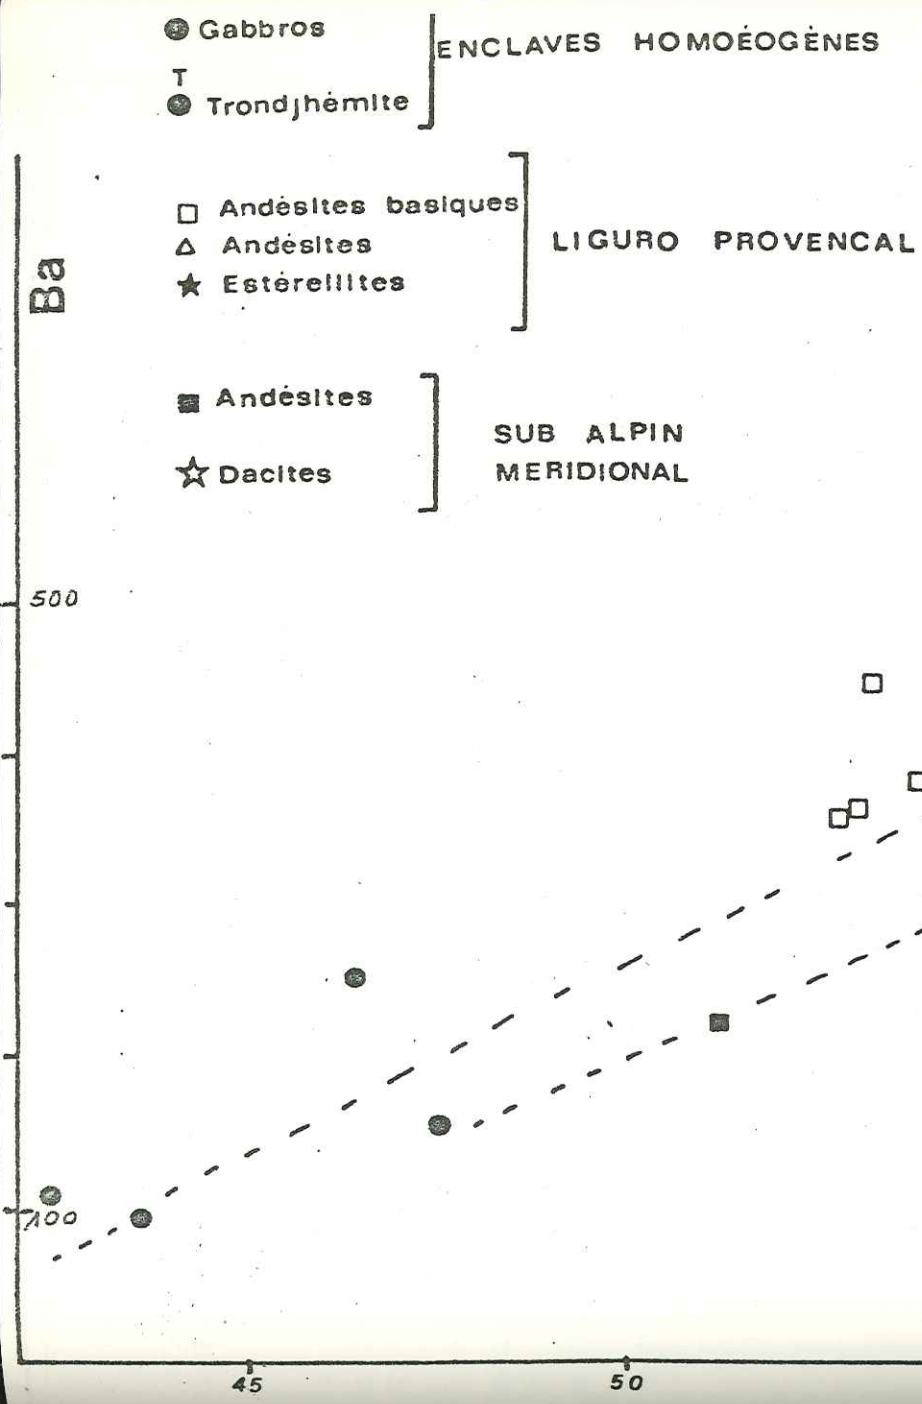 Gabbros
ENCLAVES HOMOÉOGÈNES
T
Trondjhémite
Andésites basiques
Andésites
Estérellites
LIGURO PROVENCAL
Ba
Andésites
Dacites
SUB ALPIN
MERIDIONAL
500
100
45
50